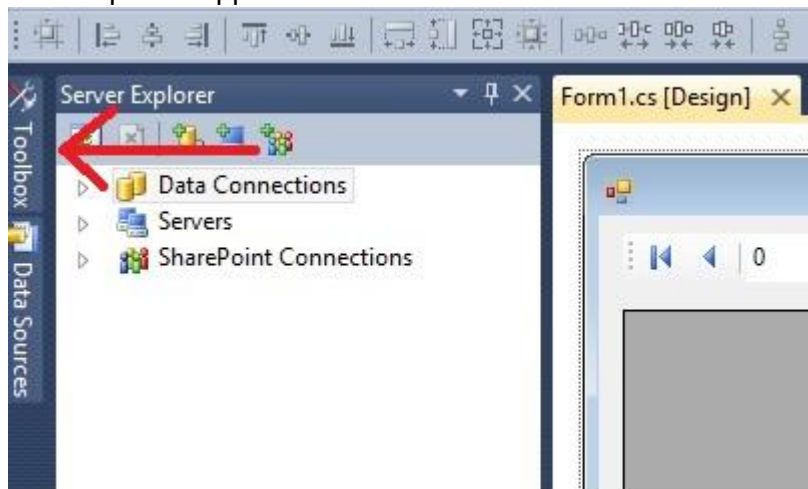 Server Explorer
Form1.cs [Design]
Toolbox
Data Connections
Servers
SharePoint Connections
0
Data Sources